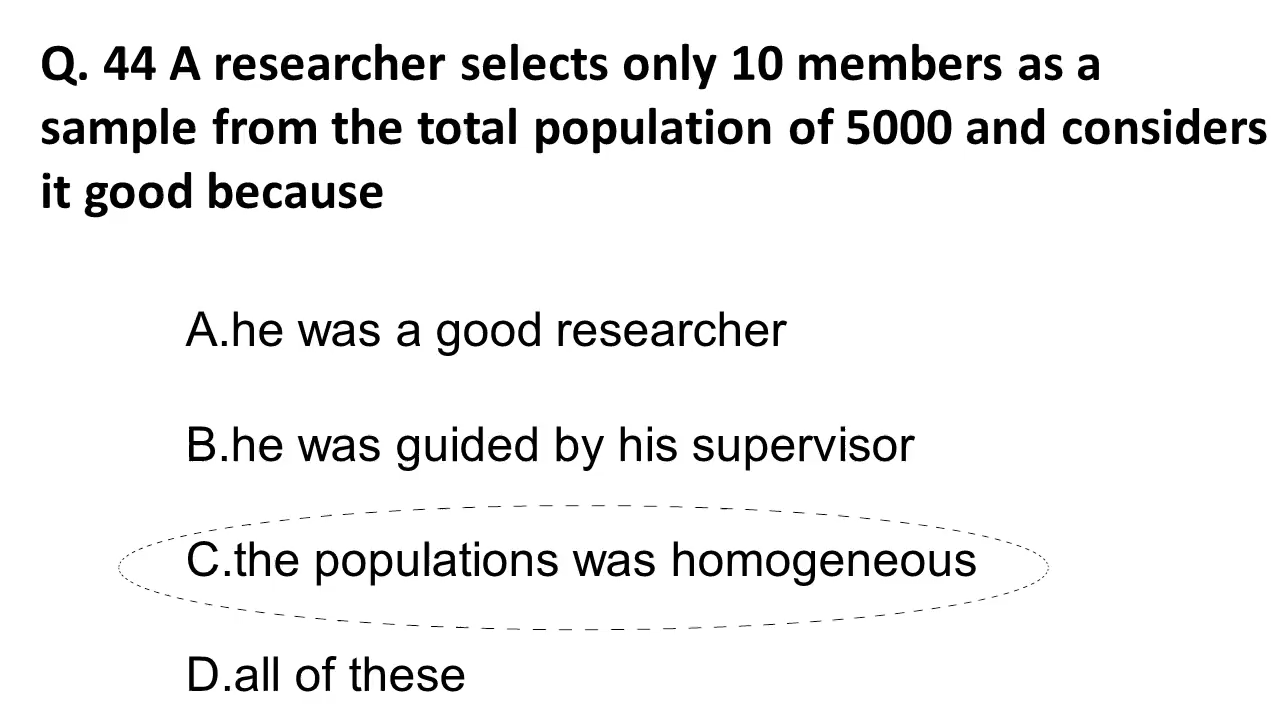 Q. 44 A researcher selects only 10 members as a
sample from the total population of 5000 and considers
it good because
A.he was a good researcher
B.he was guided by his supervisor
C.the populations was homogeneous
D.all of these